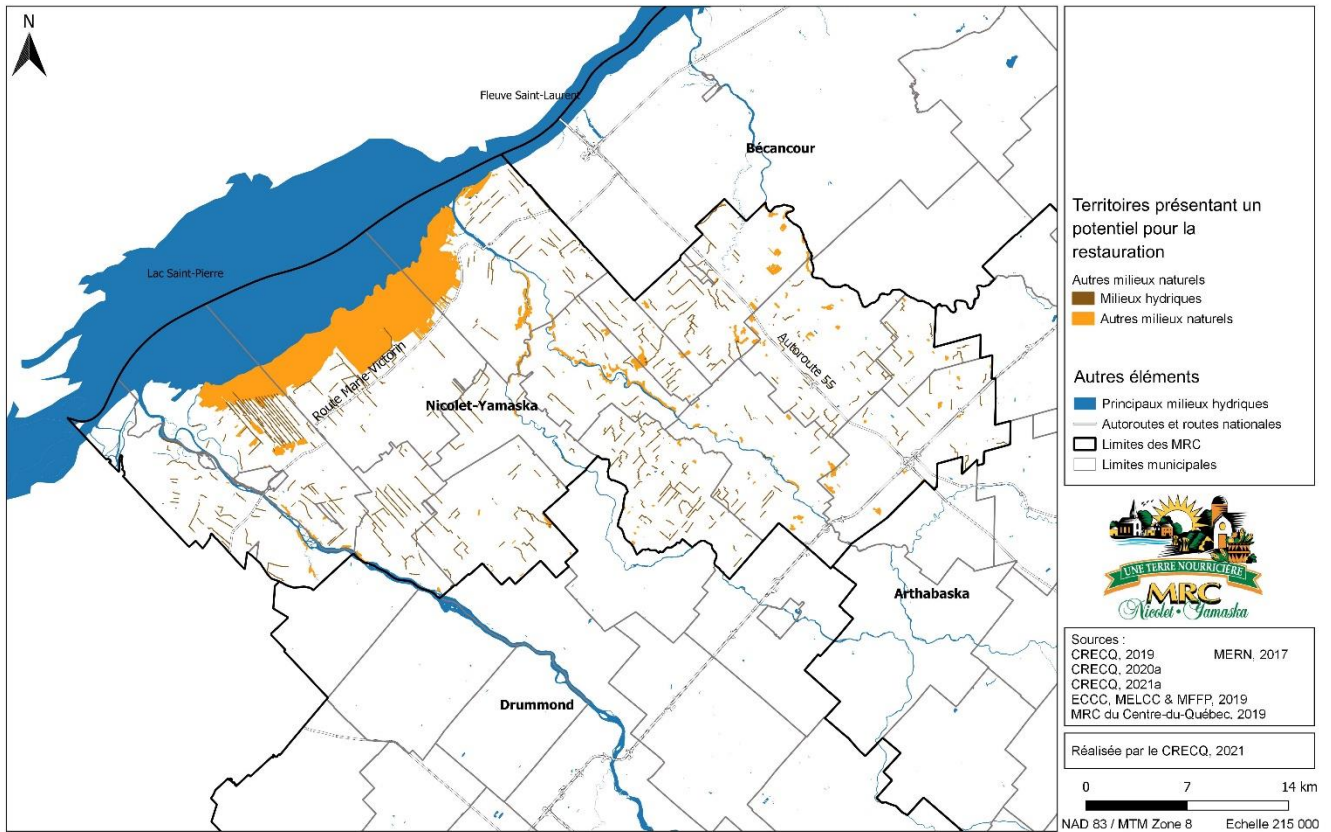 N
Fleuve Saint-Laurent
Bécancour
Lac Saint-Pierre
Route Marie-Victorin
Autoroute 55
Nicolet-Yamaska
Arthabaska
Drummond
Territoires présentant un
potentiel pour la
restauration
Autres milieux naturels
Milieux hydriques
Autres milieux naturels
Autres éléments
Principaux milieux hydriques
Autoroutes et routes nationales
Limites des MRC
Limites municipales
UNE TERRE NOURRICIÈRE
MRC
Nicolet • Yamaska
Sources :
CRECQ, 2019 MERN, 2017
CRECQ, 2020a
CRECQ, 2021a
ECCC, MELCC & MFFP, 2019
MRC du Centre-du-Québec, 2019
Réalisée par le CRECQ, 2021
0 7 14 km
NAD 83 / MTM Zone 8 Echelle 215 000